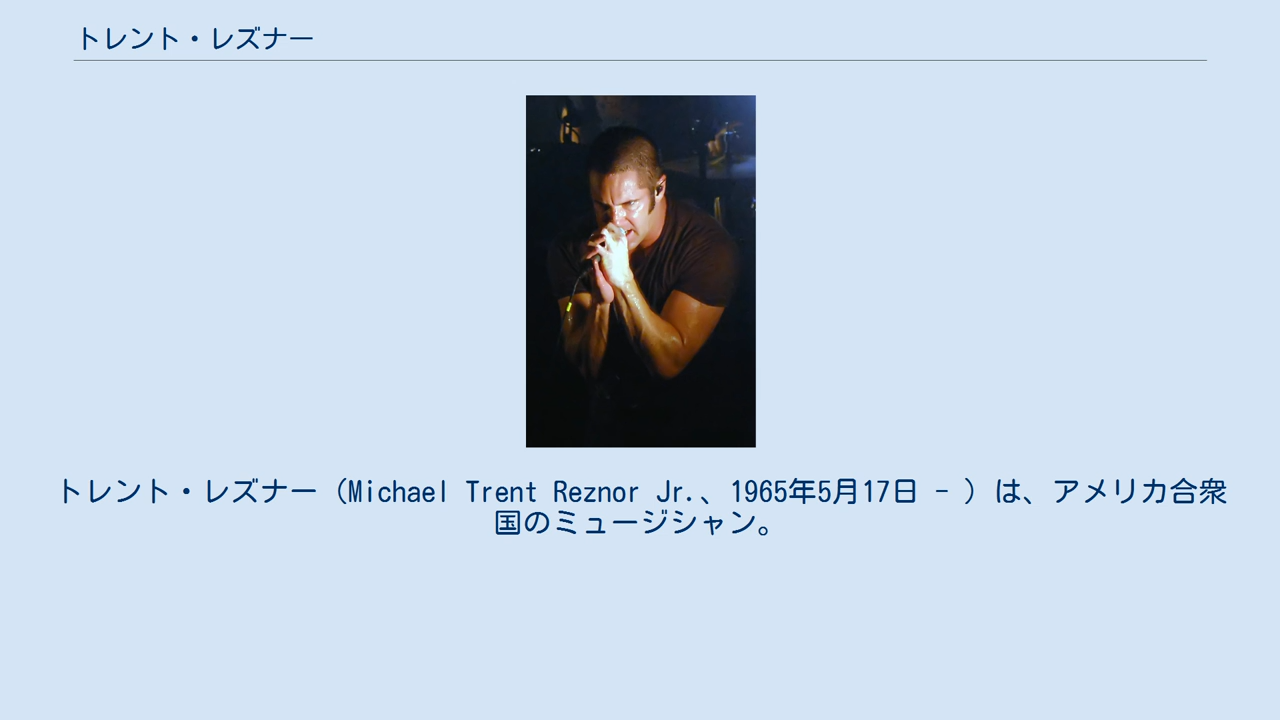 トレント・レズナー
トレント・レズナー（Michael Trent Reznor Jr.、1965年5月17日 - ）は、アメリカ合衆
国のミュージシャン。